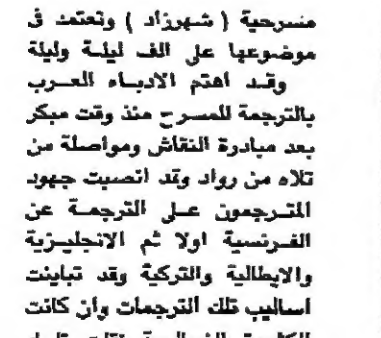 مسرحية ( شهرزاد ) وتعتمد في
موضوعها على الف ليلة وليلة
وقد اهتم الادباء العرب
بالترجمة للمسرح منذ وقت مبكر
بعد مبادرة النقاش ومواصلة من
تلاه من رواد وقد انصبت جهود
المترجمون على الترجمة عن
الفرنسية اولا ثم الانجليزية
والايطالية والتركية وقد تباينت
اساليب تلك الترجمات وان كانت